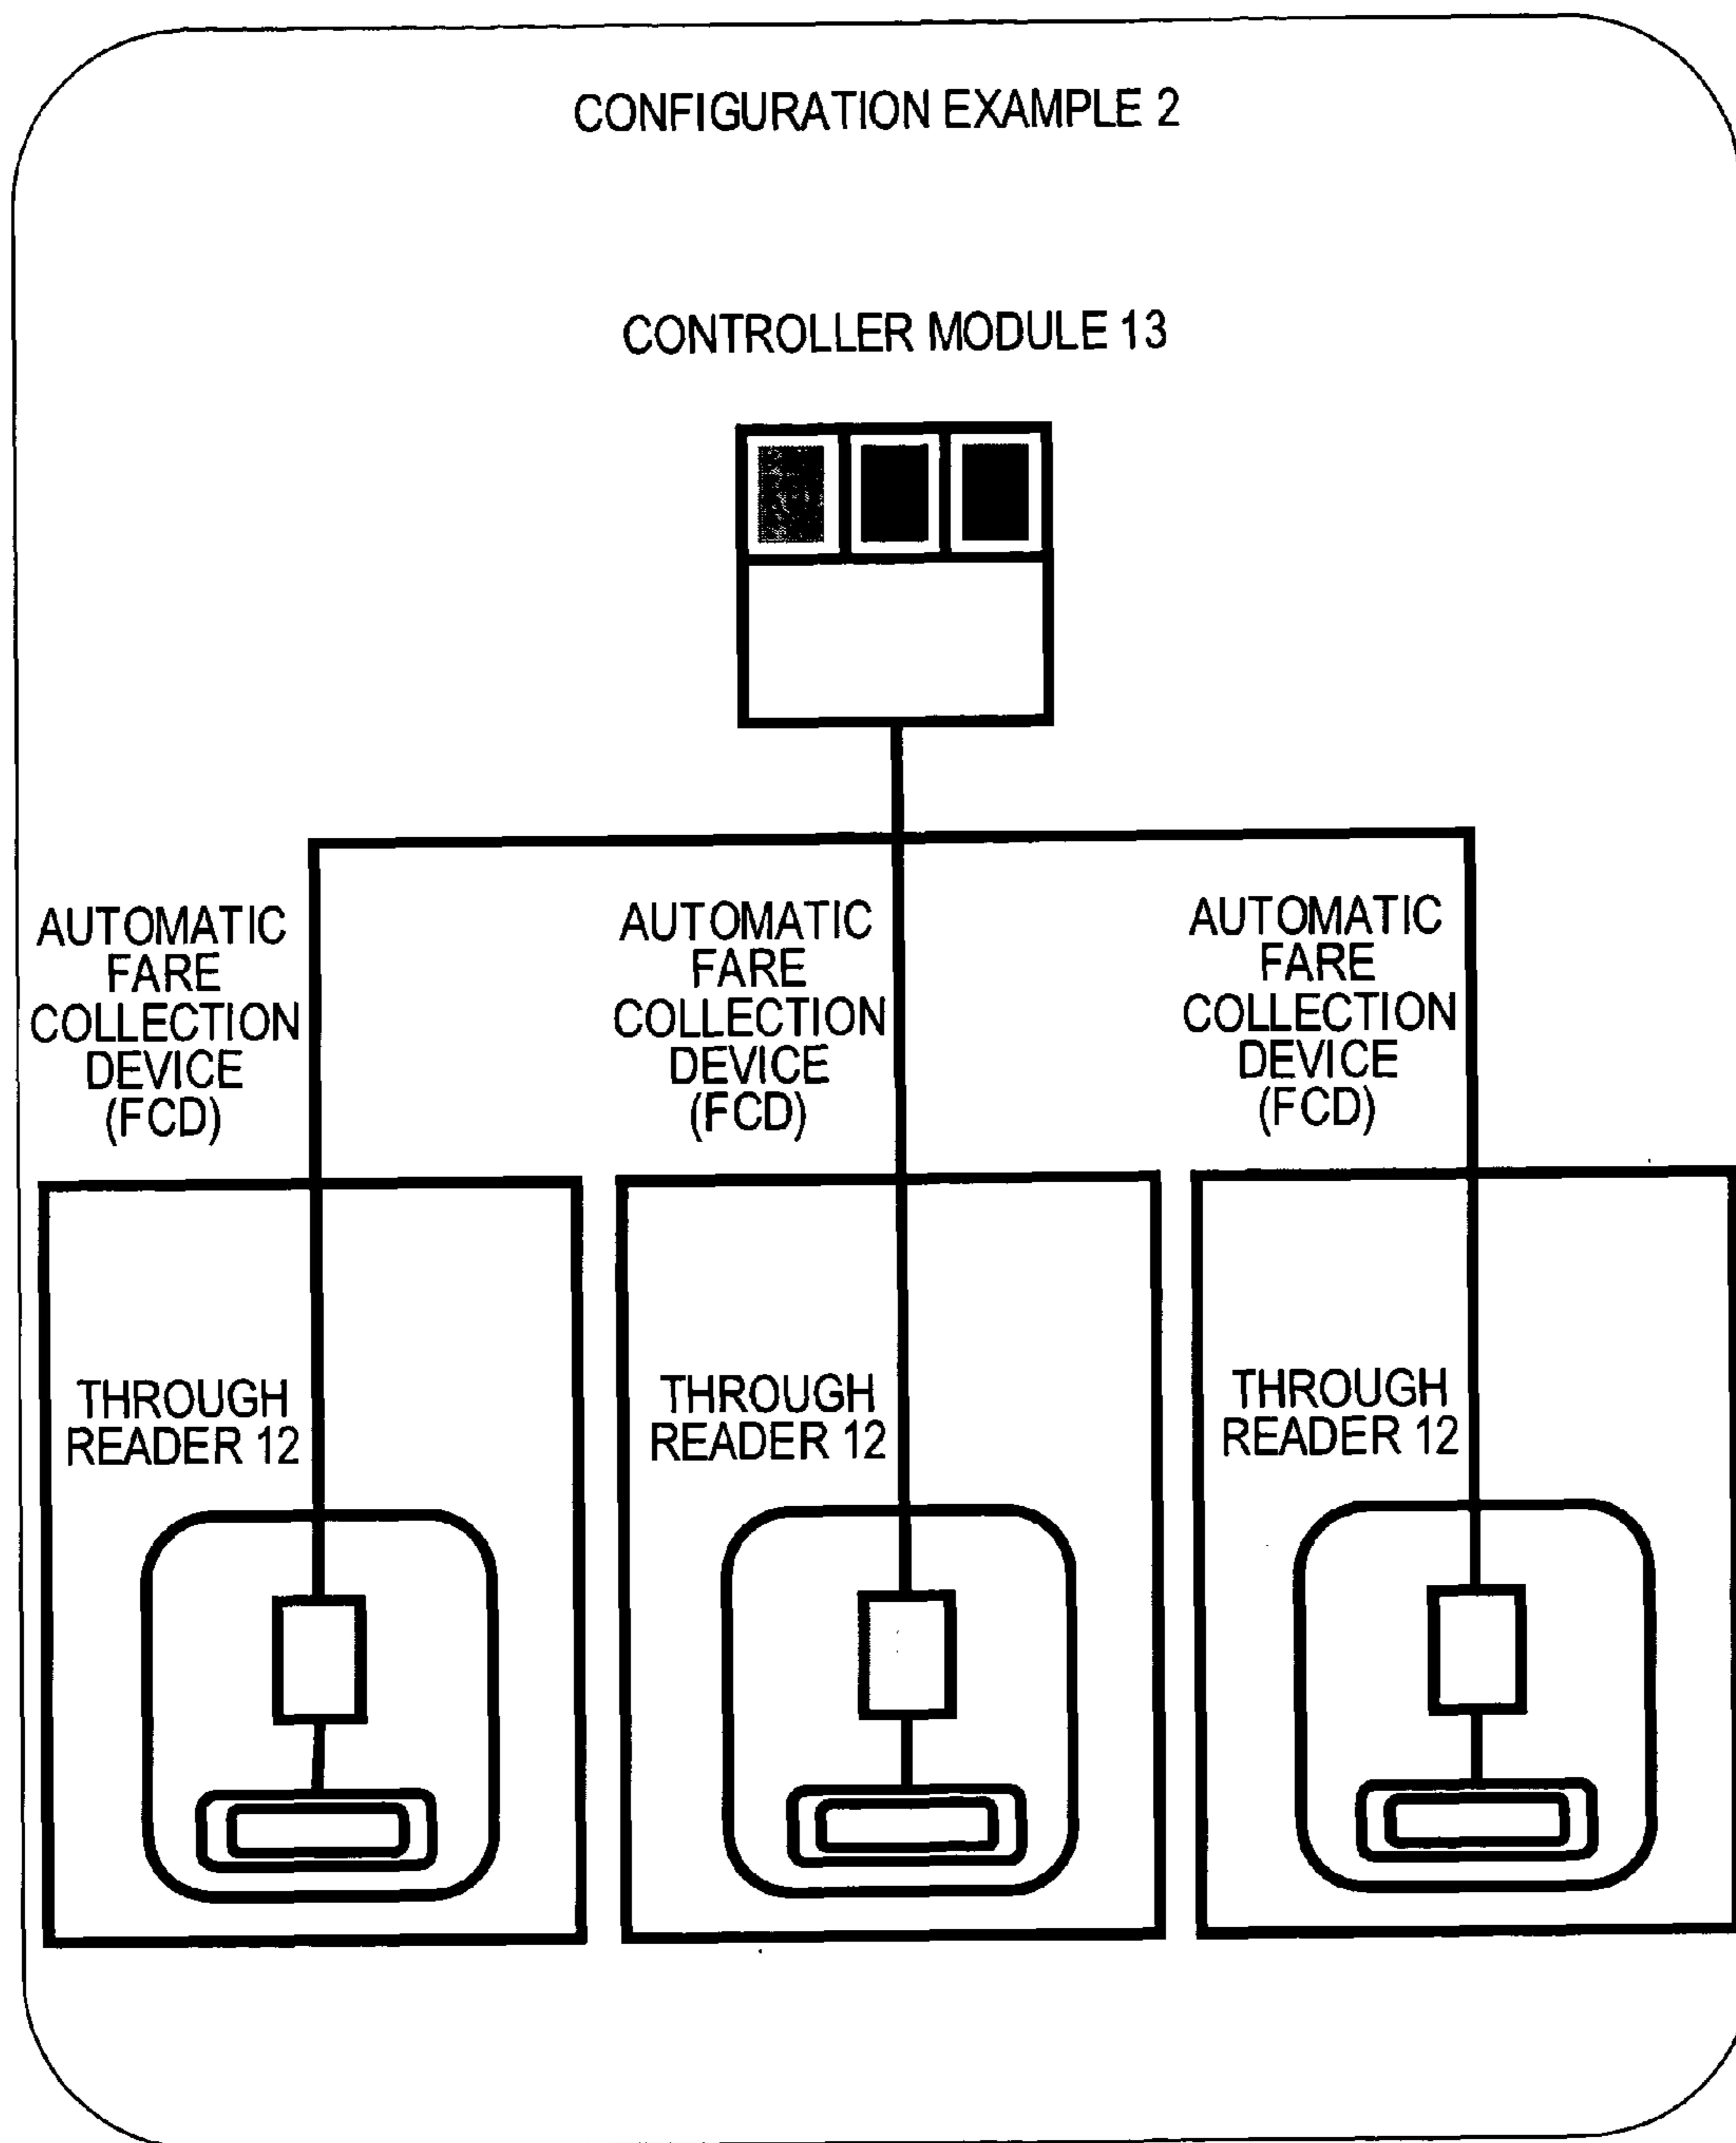 CONFIGURATION EXAMPLE 2
CONTROLLER MODULE 13
AUTOMATIC
FARE
COLLECTION
DEVICE
(FCD)
AUTOMATIC
FARE
COLLECTION
DEVICE
(FCD)
AUTOMATIC
FARE
COLLECTION
DEVICE
(FCD)
THROUGH
READER 12
THROUGH
READER 12
THROUGH
READER 12